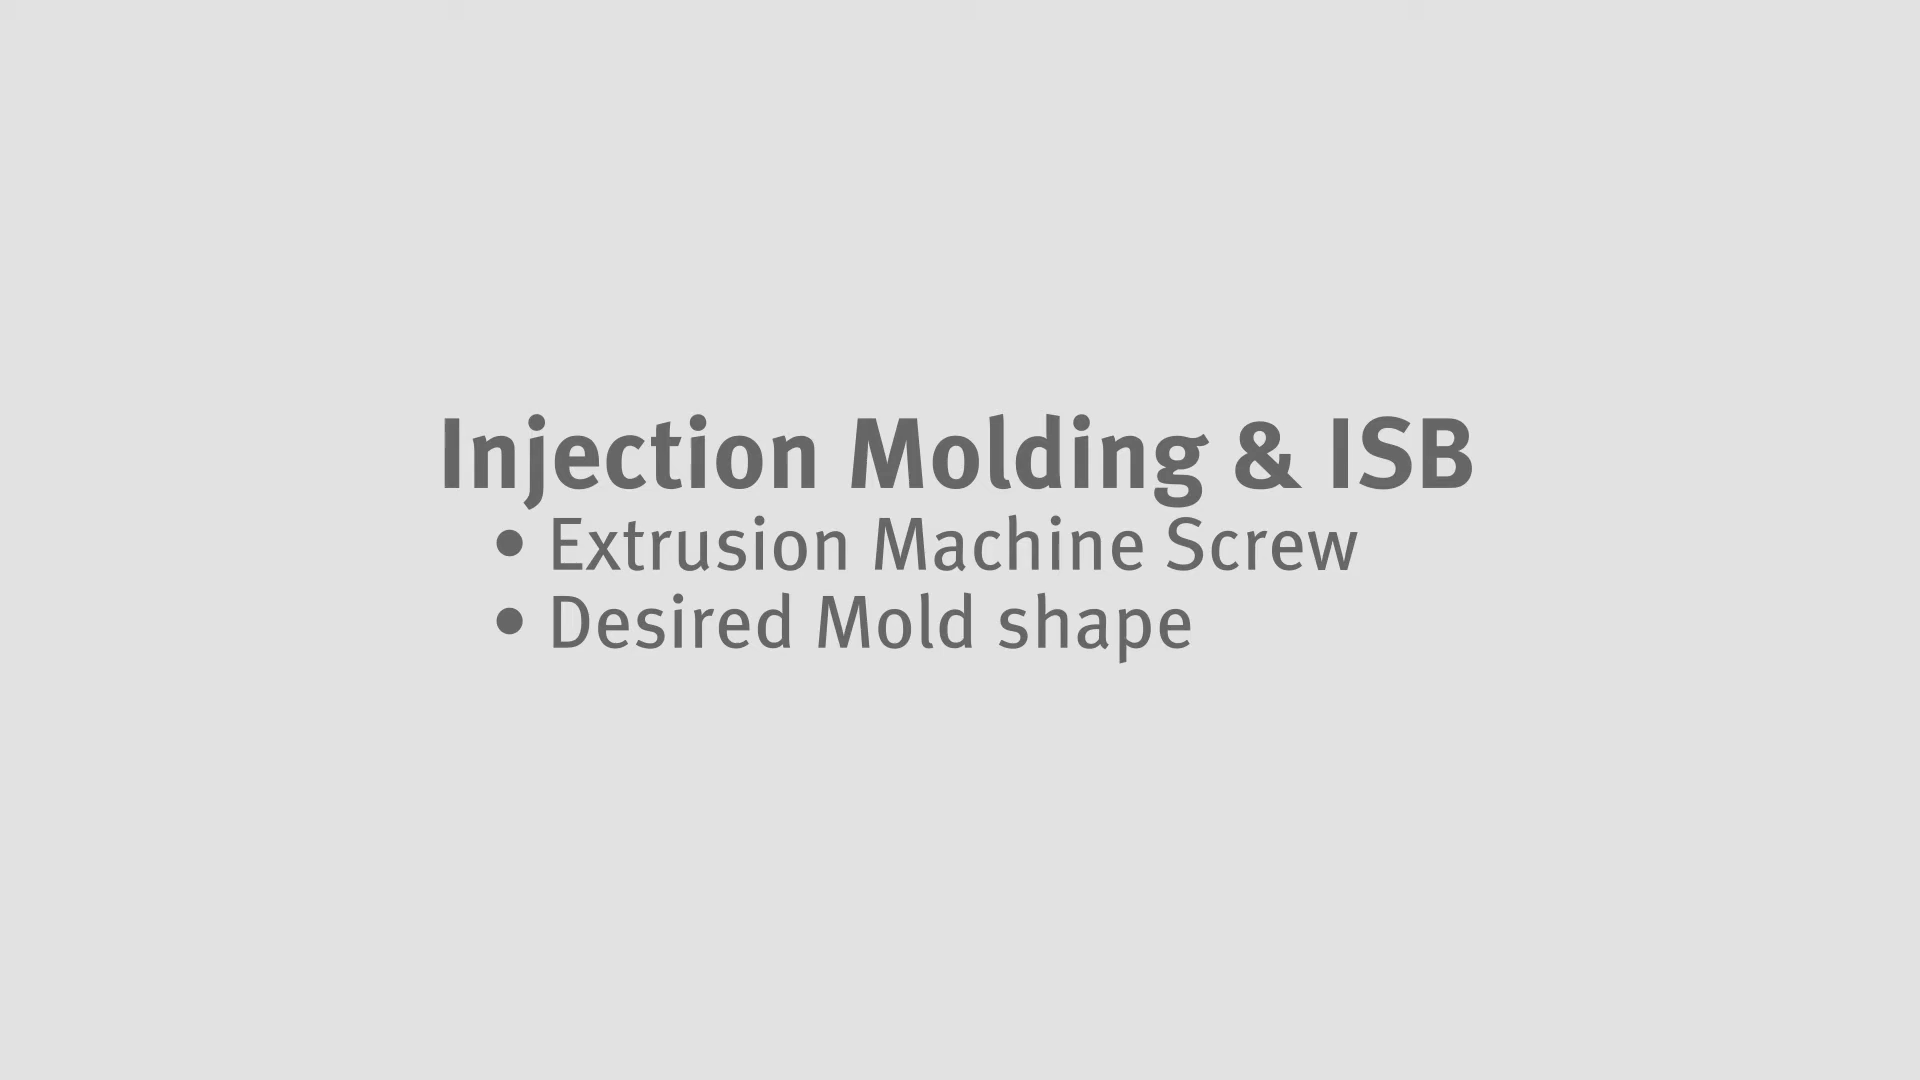 Injection Molding & ISB
• Extrusion Machine Screw
• Desired Mold shape